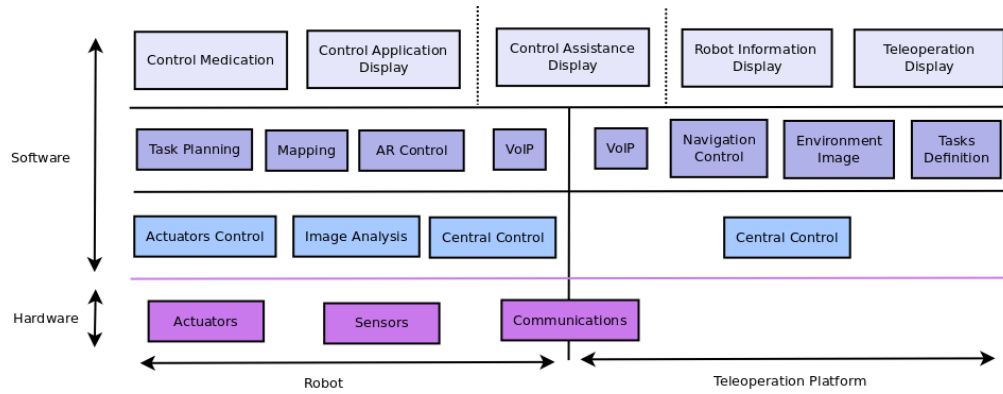 Control Medication
Control Application
Display
Control Assistance
Display
Robot Information
Display
Teleoperation
Display
Software
Task Planning
Mapping
AR Control
VoIP
VoIP
Navigation
Control
Environment
Image
Tasks
Definition
Actuators Control
Image Analysis
Central Control
Central Control
Hardware
Actuators
Sensors
Communications
Robot
Teleoperation Platform